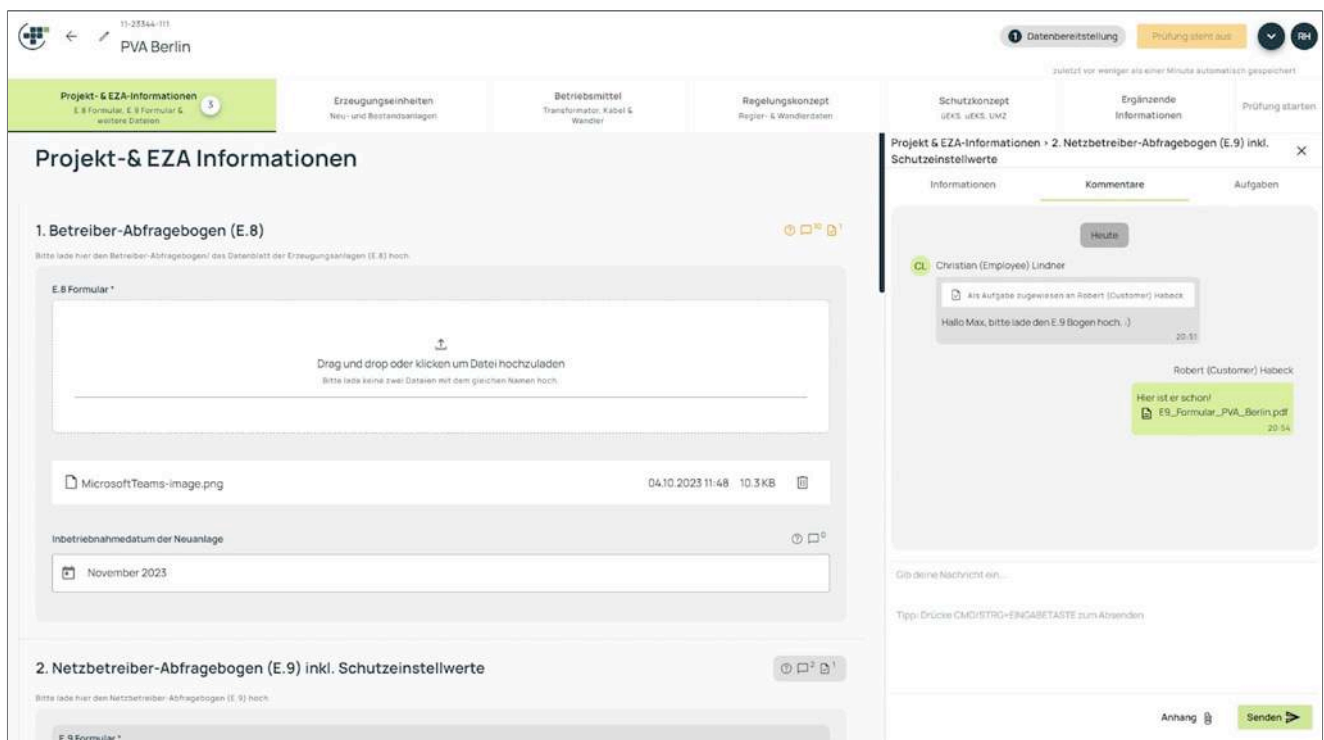 11-23344-111
PVA Berlin
1 Datenbereitstellung
Prüfung steht aus
RH
zuletzt vor weniger als einer Minute automatisch gespeichert
Projekt- & EZA-Informationen
E.8 Formular, E.9 Formular &
weitere Dateien
3
Erzeugungseinheiten
Neu- und Bestandsanlagen
Betriebsmittel
Transformator, Kabel &
Wandler
Regelungskonzept
Regler- & Wandlerdaten
Schutzkonzept
üEKS, uEKS, UMZ
Ergänzende
Informationen
Prüfung starten
Projekt-& EZA Informationen
1. Betreiber-Abfragebogen (E.8)
10 1
Bitte lade hier den Betreiber-Abfragebogen/ das Datenblatt der Erzeugungsanlagen (E.8) hoch
E.8 Formular *
Drag und drop oder klicken um Datei hochzuladen
Bitte lade keine zwei Dateien mit dem gleichen Namen hoch
MicrosoftTeams-image.png
04.10.2023 11:48 10.3 KB
Inbetriebnahmedatum der Neuanlage
0
November 2023
2. Netzbetreiber-Abfragebogen (E.9) inkl. Schutzeinstellwerte
2 1
Bitte lade hier den Netzbetreiber-Abfragebogen (E.9) hoch
E.9 Formular *
Projekt & EZA-Informationen › 2. Netzbetreiber-Abfragebogen (E.9) inkl.
Schutzeinstellwerte
Informationen
Kommentare
Aufgaben
Heute
CL Christian (Employee) Lindner
Als Aufgabe zugewiesen an Robert (Customer) Habeck
Hallo Max, bitte lade den E.9 Bogen hoch. :)
20:51
Robert (Customer) Habeck
Hier ist er schon!
E9_Formular_PVA_Berlin.pdf
20:54
Gib deine Nachricht ein...
Tipp: Drücke CMD/STRG+EINGABETASTE zum Absenden
Anhang
Senden